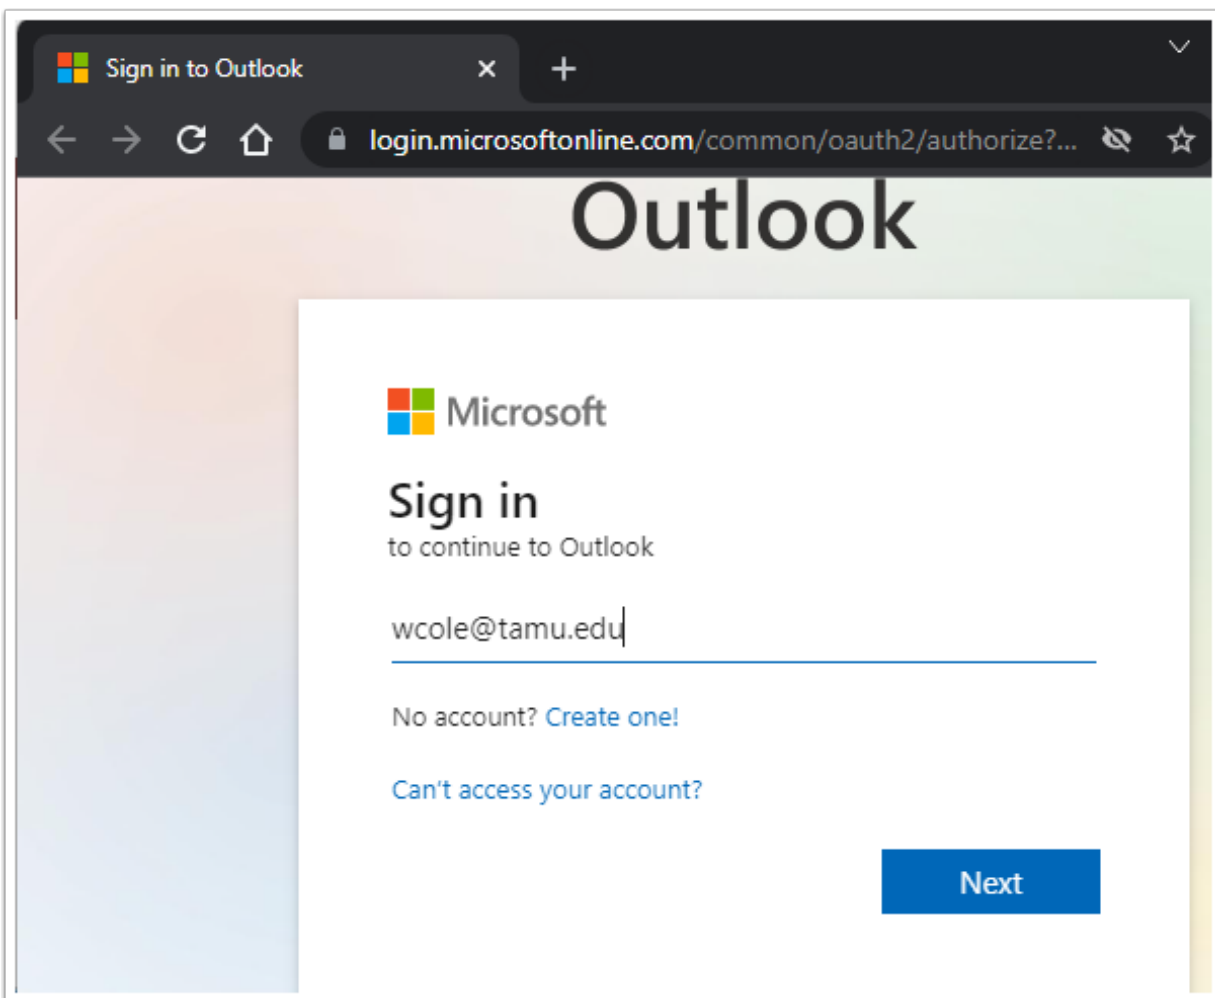 Sign in to Outlook
login.microsoftonline.com/common/oauth2/authorize?...
Outlook
Microsoft
Sign in
to continue to Outlook
wcole@tamu.edu
No account? Create one!
Can't access your account?
Next